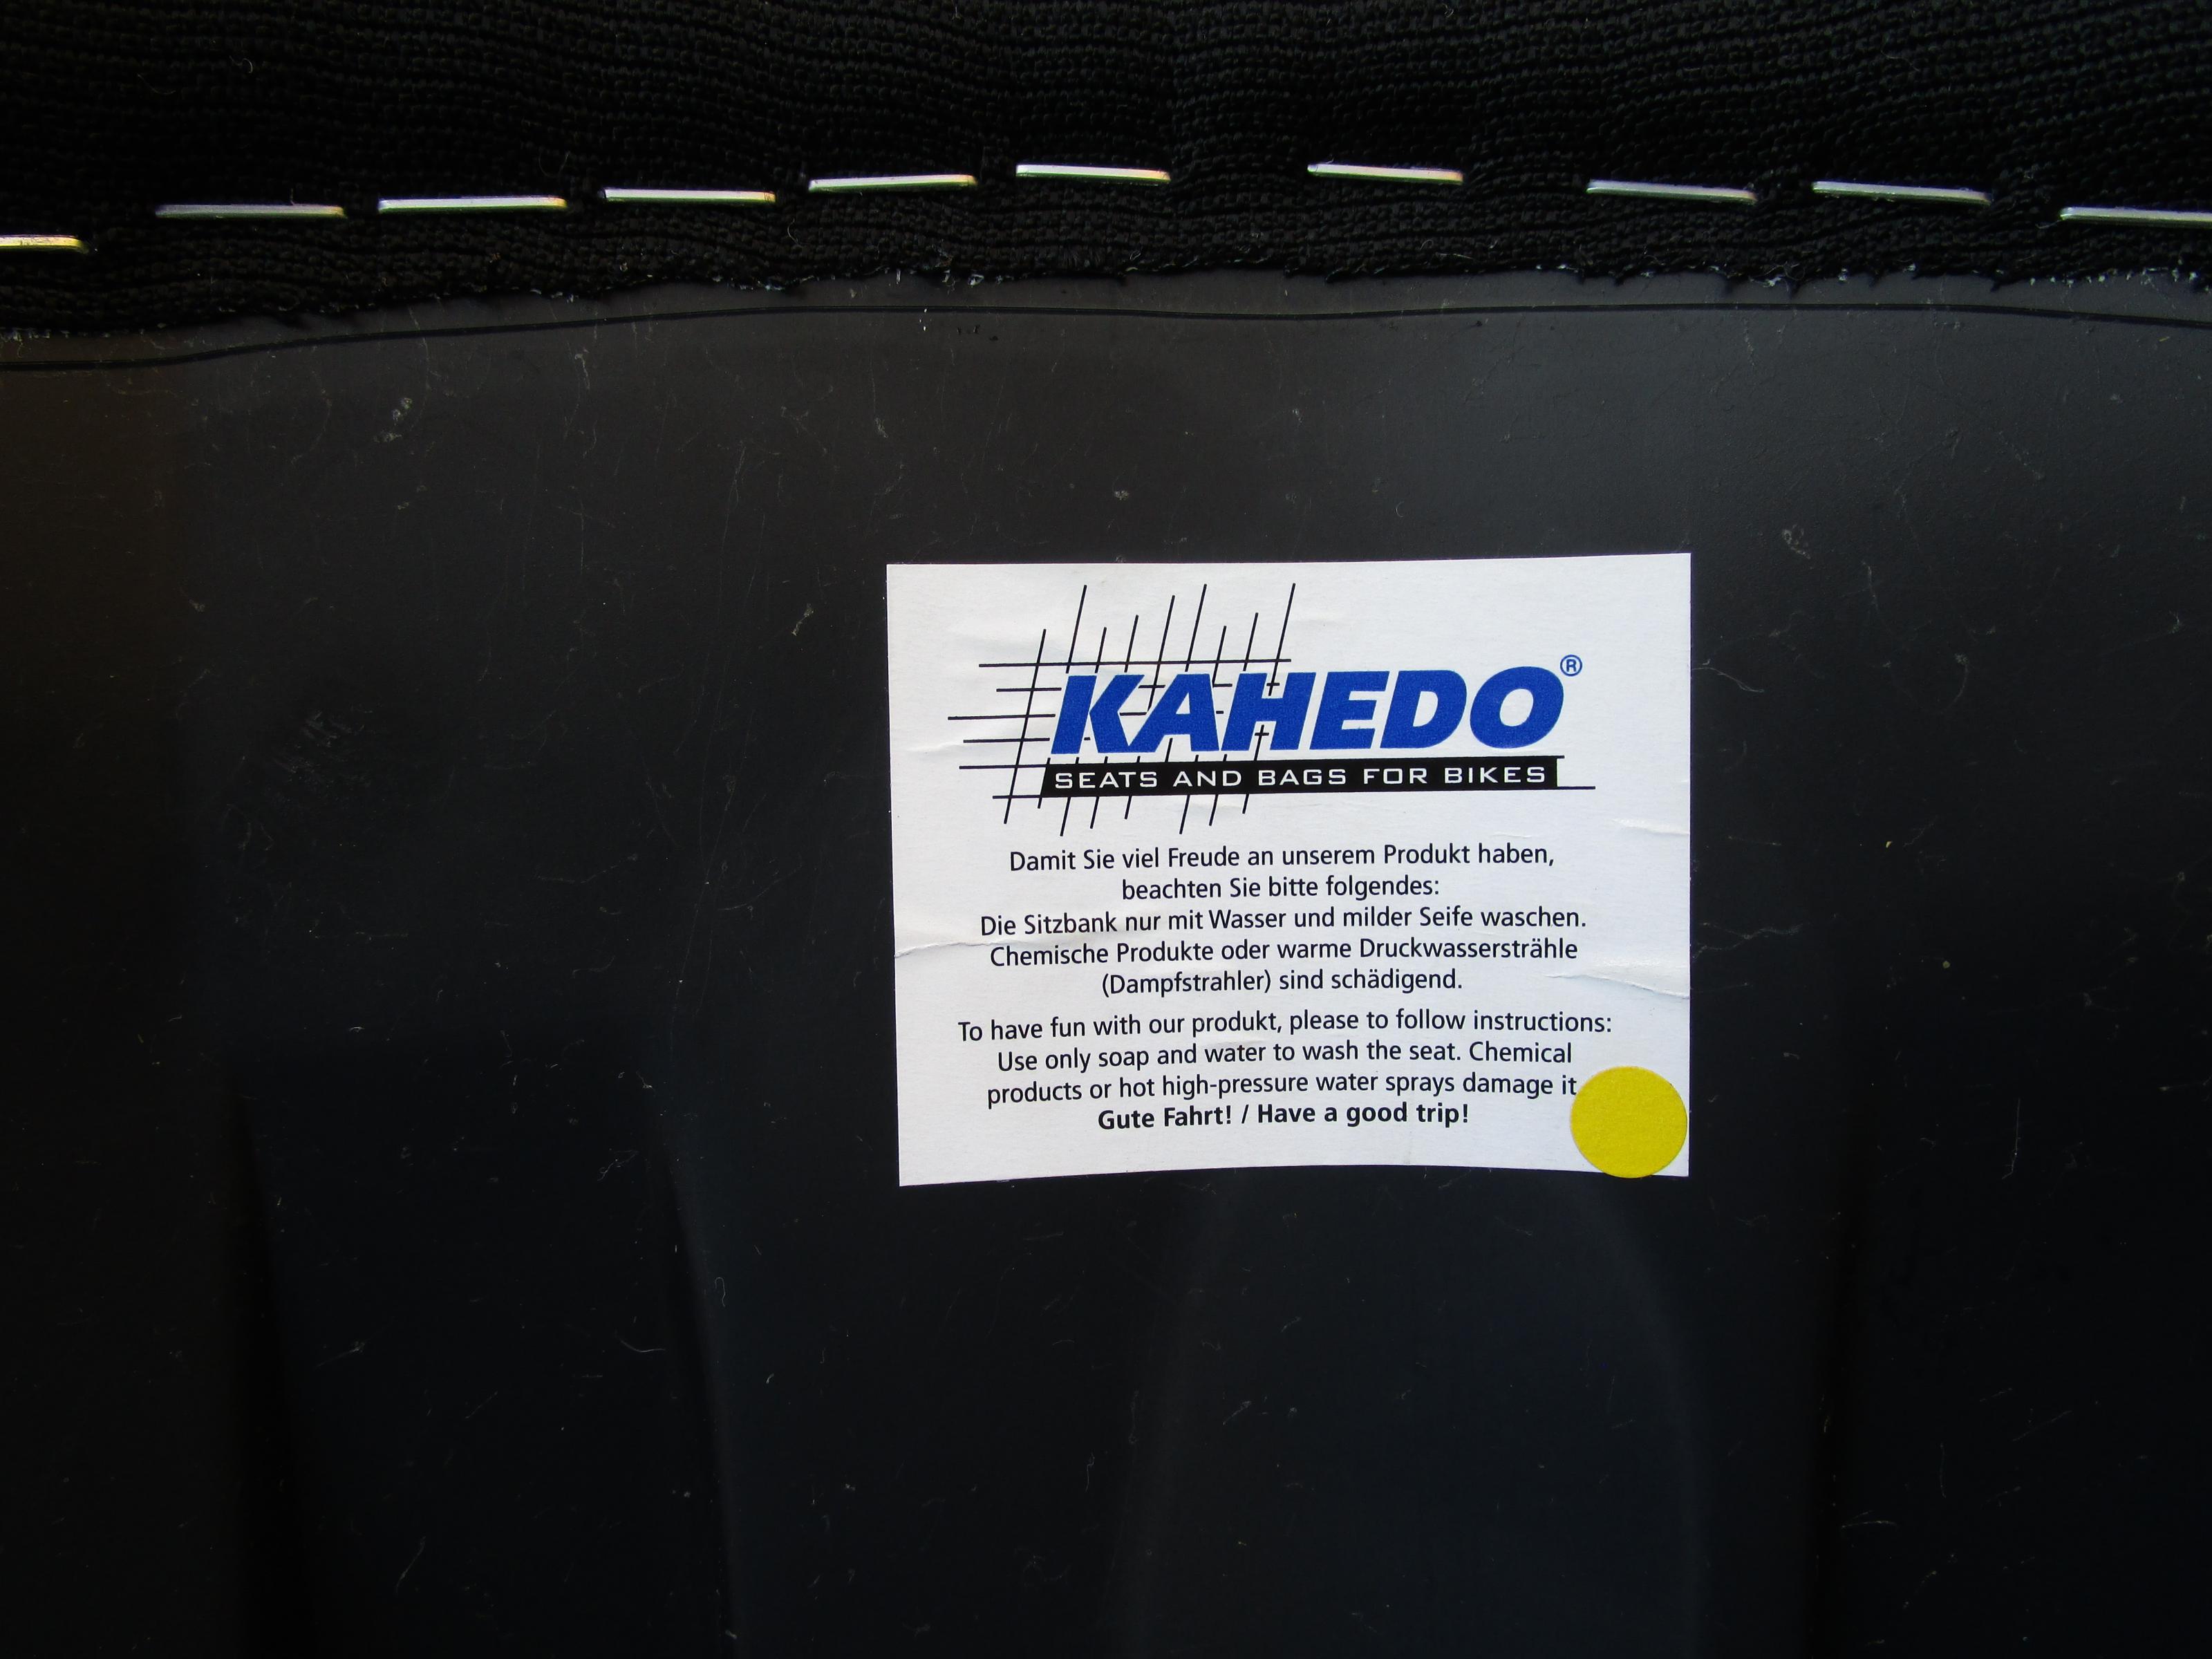 KAHEDO®
SEATS AND BAGS FOR BIKES
Damit Sie viel Freude an unserem Produkt haben,
beachten Sie bitte folgendes:
Die Sitzbank nur mit Wasser und milder Seife waschen.
Chemische Produkte oder warme Druckwassersträhle
(Dampfstrahler) sind schädigend.
To have fun with our produkt, please to follow instructions:
Use only soap and water to wash the seat. Chemical
products or hot high-pressure water sprays damage it
Gute Fahrt! / Have a good trip!